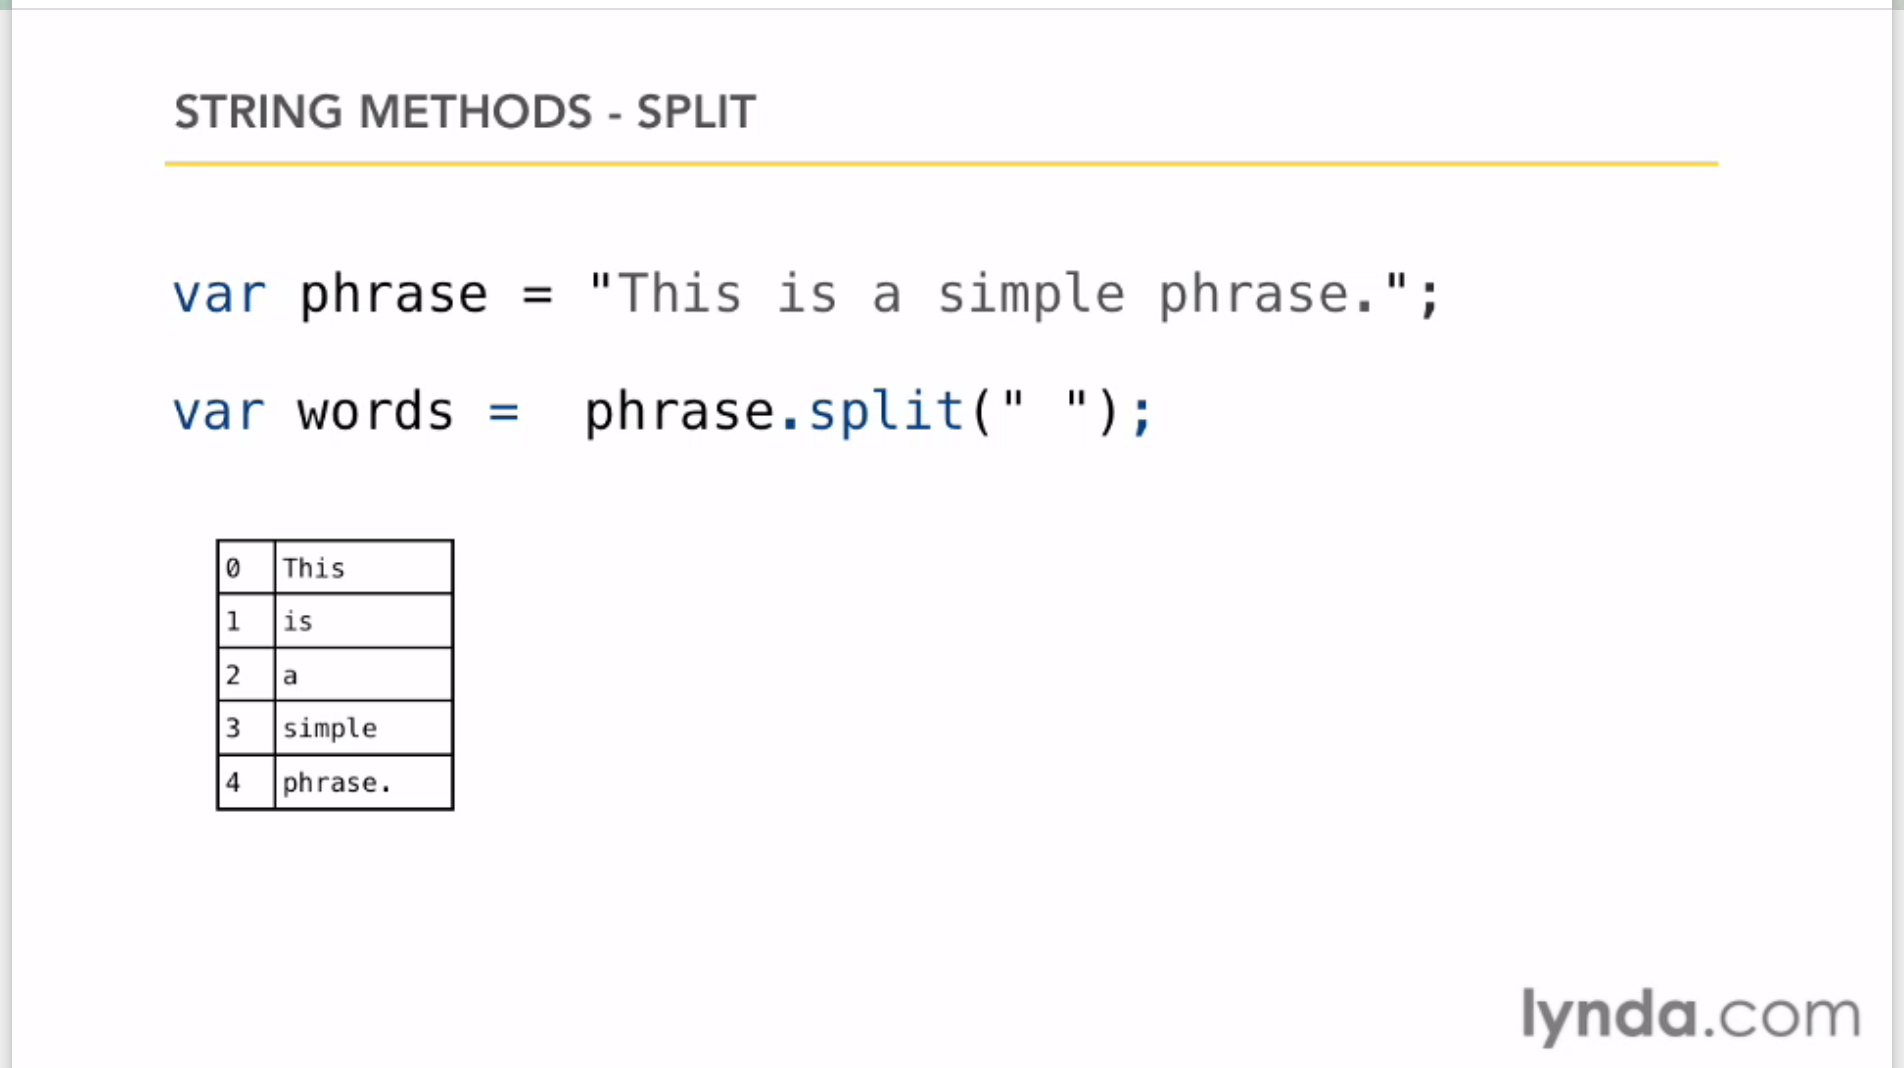 STRING METHODS - SPLIT
var phrase = "This is a simple phrase.";
var words =  phrase.split(" ");
0 This
1 is
2 a
3 simple
4 phrase.
lynda.com